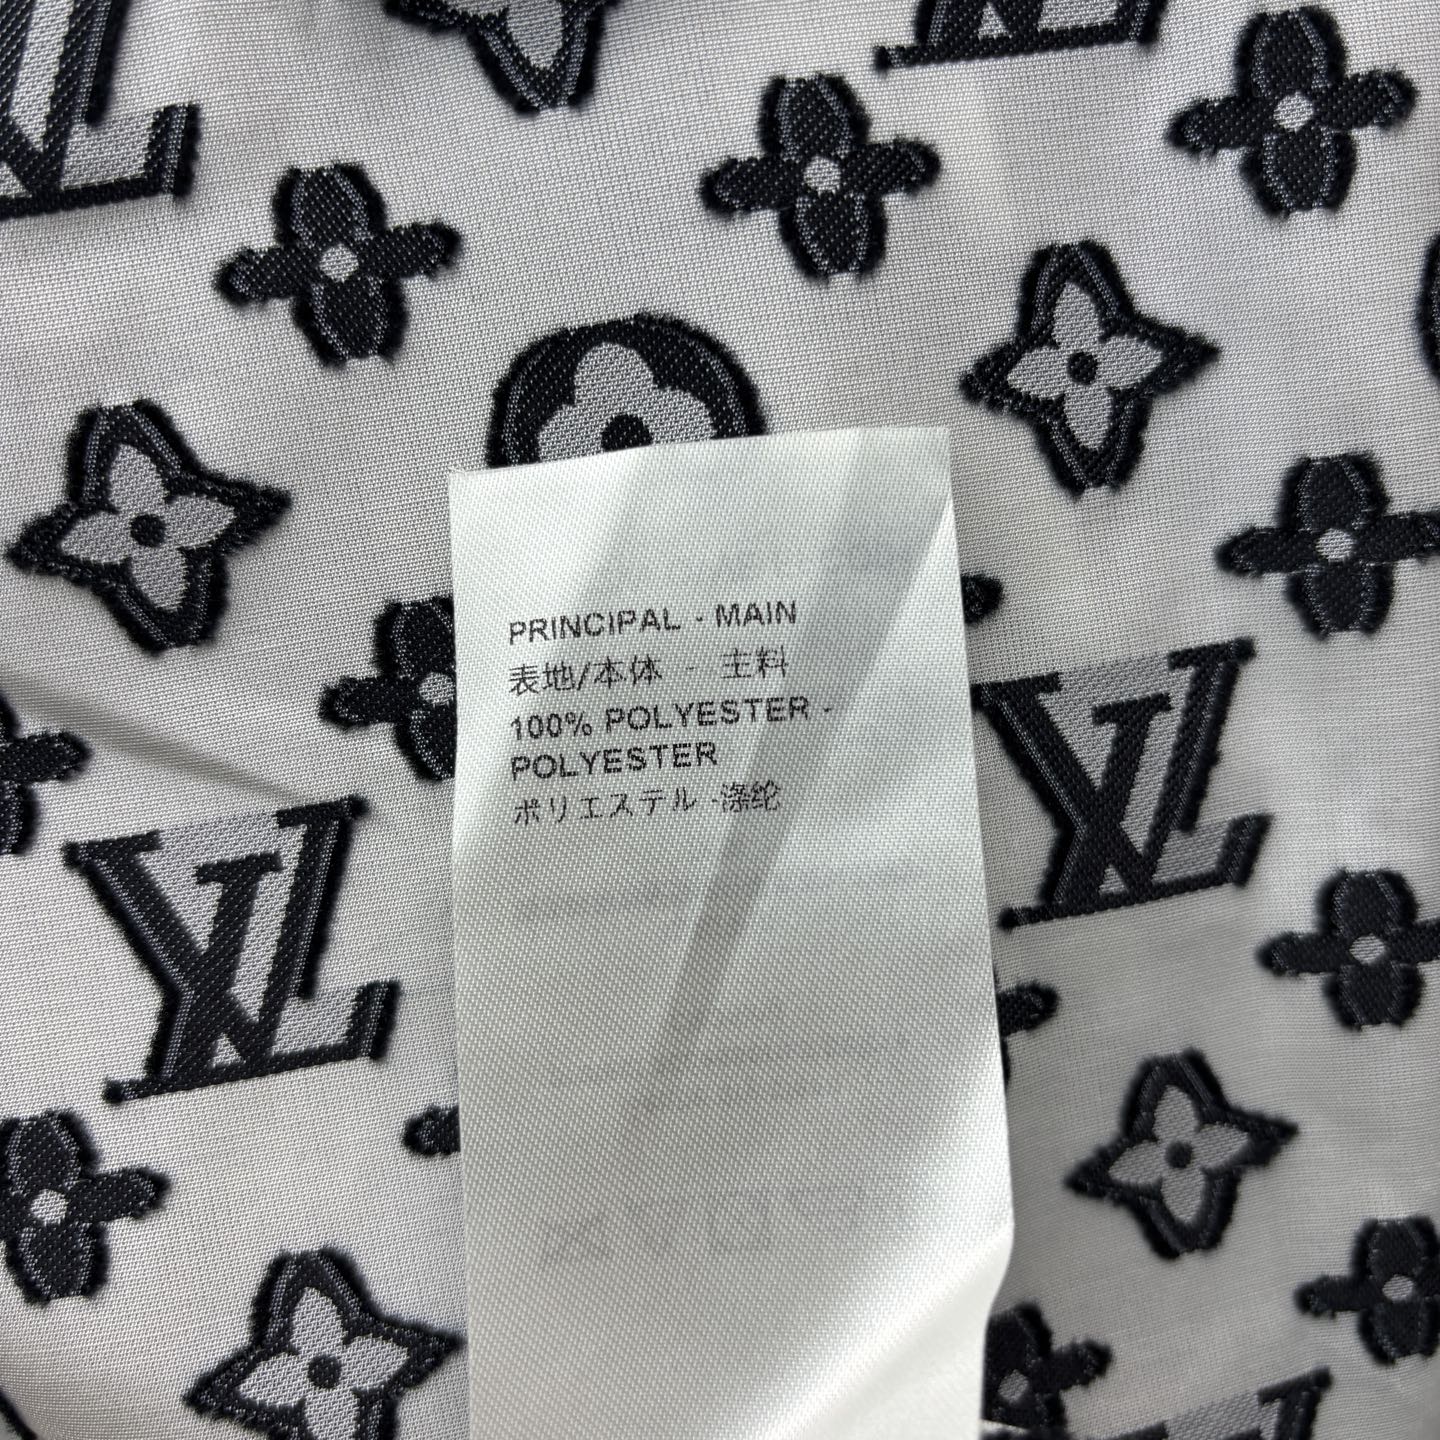 PRINCIPAL - MAIN
表地/本体 - 主料
100% POLYESTER -
POLYESTER
ポリエステル -涤纶